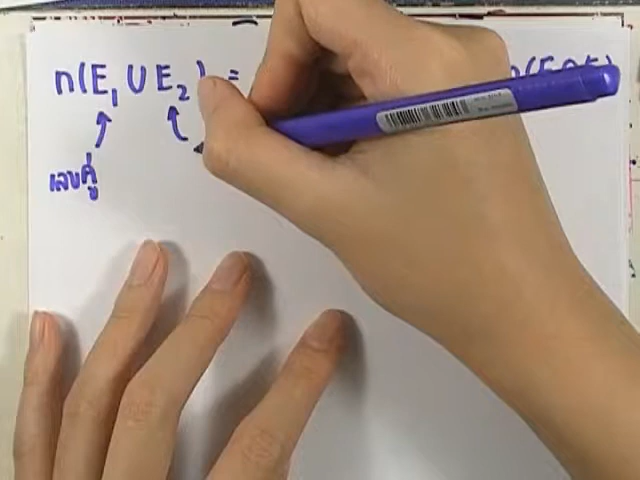 n(E₁ ∪ E₂) =
เลขคู่